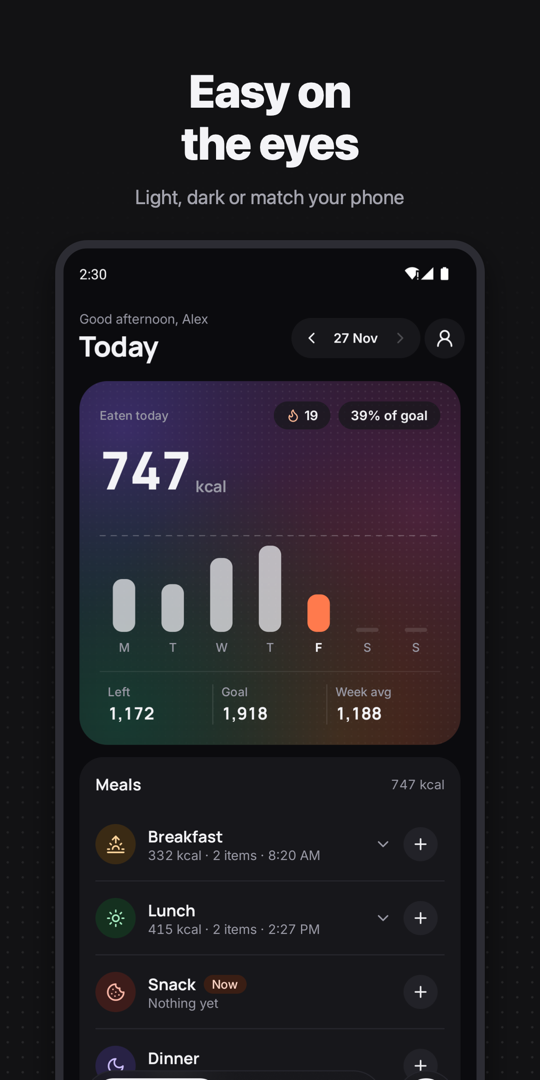 Easy on
the eyes
Light, dark or match your phone
2:30
Good afternoon, Alex
Today
27 Nov
Eaten today
19
39% of goal
747 kcal
M T W T F S S
Left
Goal
Week avg
1,172
1,918
1,188
Meals
747 kcal
Breakfast
332 kcal · 2 items · 8:20 AM
Lunch
415 kcal · 2 items · 2:27 PM
Snack Now
Nothing yet
Dinner